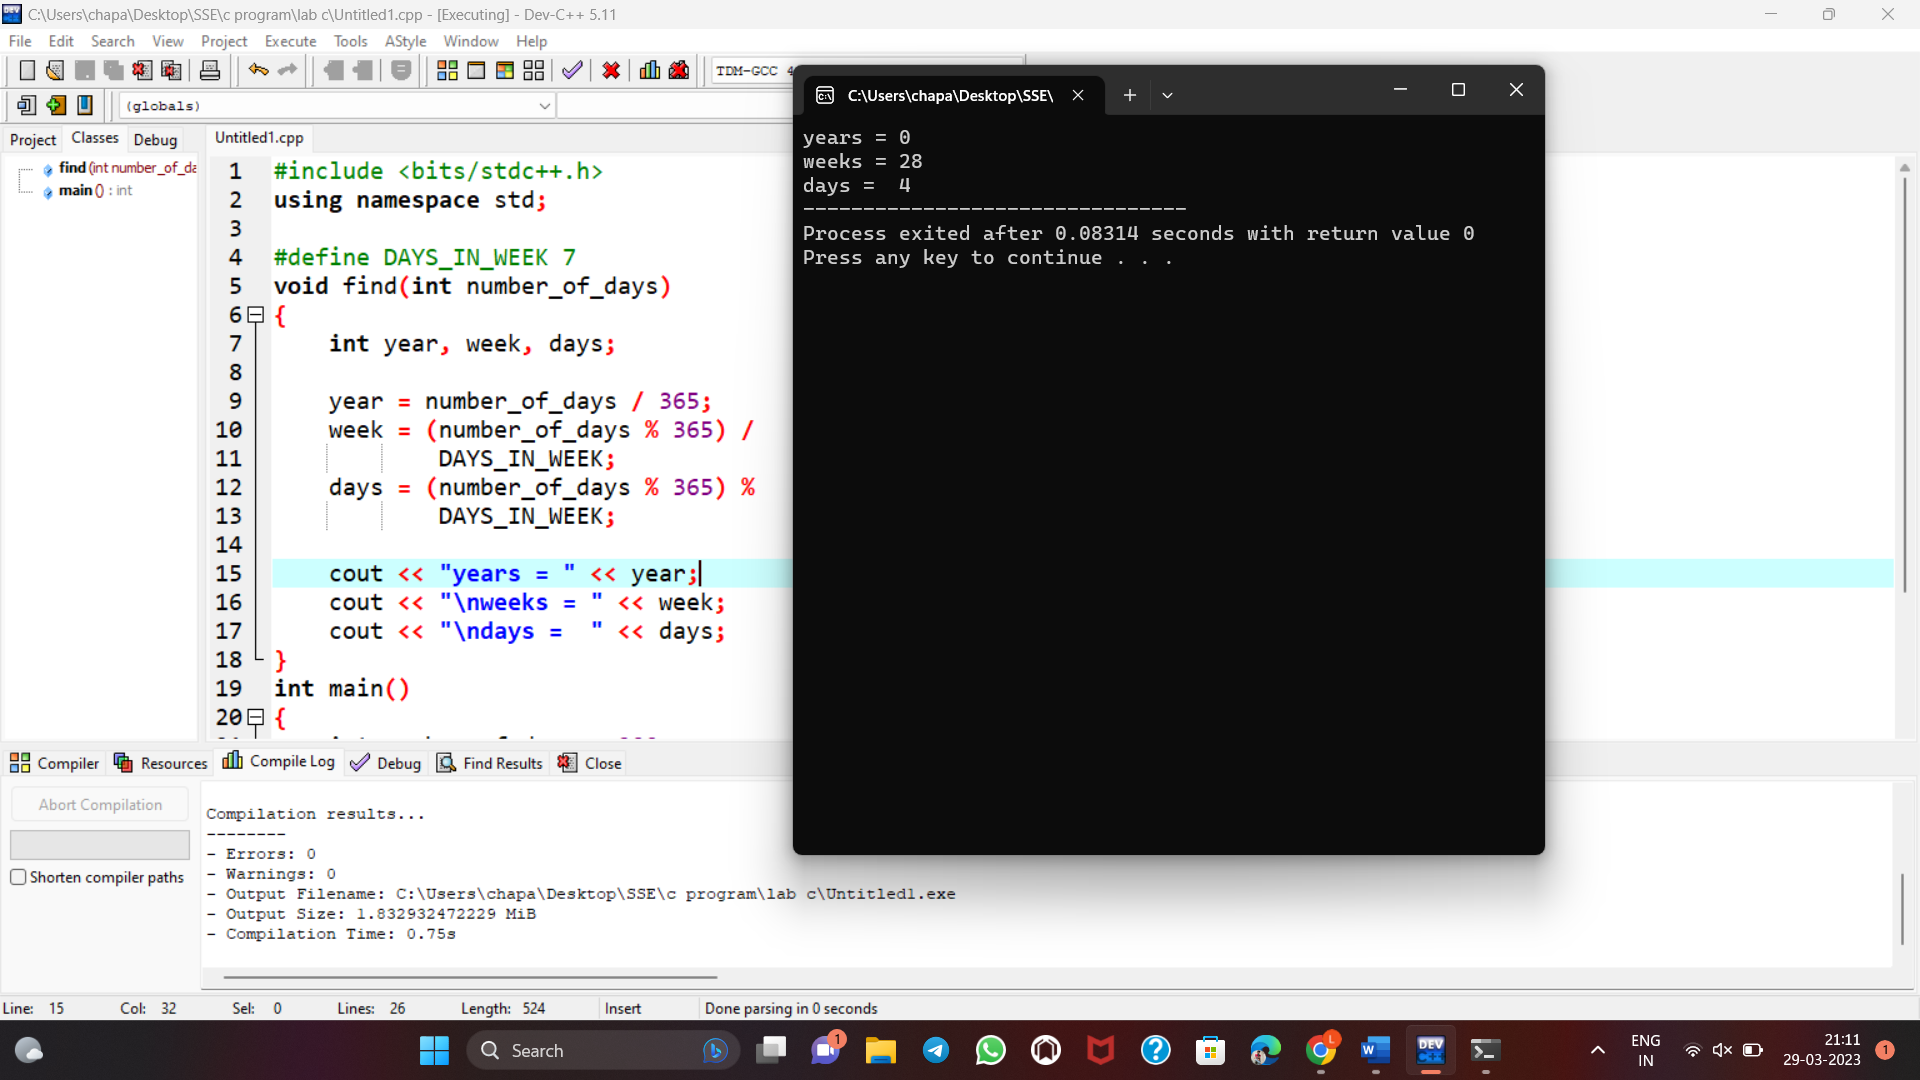 C:\Users\chapa\Desktop\SSE\c program\lab c\Untitled1.cpp - [Executing] - Dev-C++ 5.11
File Edit Search View Project Execute Tools AStyle Window Help
TDM-GCC 4
(globals)
Project Classes Debug
find (int number_of_da
main () : int
Untitled1.cpp
1 #include <bits/stdc++.h>
2 using namespace std;
3
4 #define DAYS_IN_WEEK 7
5 void find(int number_of_days)
6 {
7 int year, week, days;
8
9 year = number_of_days / 365;
10 week = (number_of_days % 365) /
11 DAYS_IN_WEEK;
12 days = (number_of_days % 365) %
13 DAYS_IN_WEEK;
14
15 cout << "years = " << year;
16 cout << "\nweeks = " << week;
17 cout << "\ndays =  " << days;
18 }
19 int main()
20 {
C:\Users\chapa\Desktop\SSE\
years = 0
weeks = 28
days =  4
--------------------------------
Process exited after 0.08314 seconds with return value 0
Press any key to continue . . .
Compiler Resources Compile Log Debug Find Results Close
Abort Compilation
Shorten compiler paths
Compilation results...
--------
- Errors: 0
- Warnings: 0
- Output Filename: C:\Users\chapa\Desktop\SSE\c program\lab c\Untitled1.exe
- Output Size: 1.832932472229 MiB
- Compilation Time: 0.75s
Line: 15 Col: 32 Sel: 0 Lines: 26 Length: 524 Insert Done parsing in 0 seconds
Search
1
L
W
DEV C++
ENG
IN
21:11
29-03-2023
1